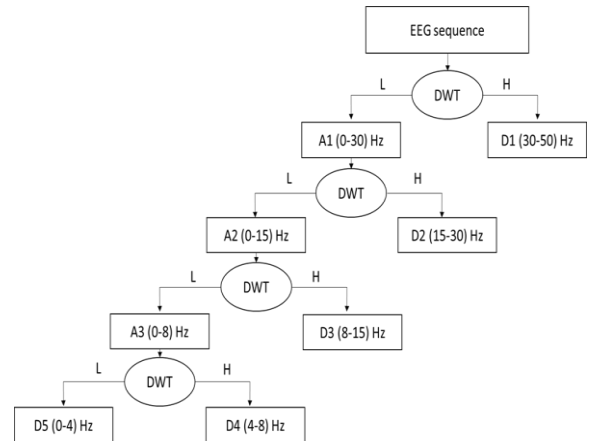 EEG sequence
L
DWT
H
A1 (0-30) Hz
D1 (30-50) Hz
L
DWT
H
A2 (0-15) Hz
D2 (15-30) Hz
L
DWT
H
A3 (0-8) Hz
D3 (8-15) Hz
L
DWT
H
D5 (0-4) Hz
D4 (4-8) Hz